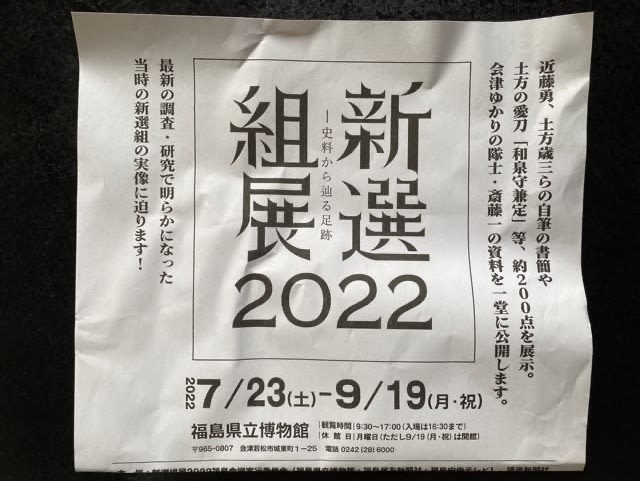 近藤勇、土方歳三らの自筆の書簡や
土方の愛刀「和泉守兼定」等、約200点を展示。
会津ゆかりの隊士・斎藤一の資料を一堂に公開します。
新選
組展
2022
―史料から辿る足跡
最新の調査・研究で明らかになった
当時の新選組の実像に迫ります!
2022 7/23(土)-9/19(月・祝)
福島県立博物館
観覧時間 9:30~17:00(入場は16:30まで)
休館日 月曜日(ただし9/19(月・祝)は開館)
〒965-0807 会津若松市城東町1-25 電話 0242(28)6000